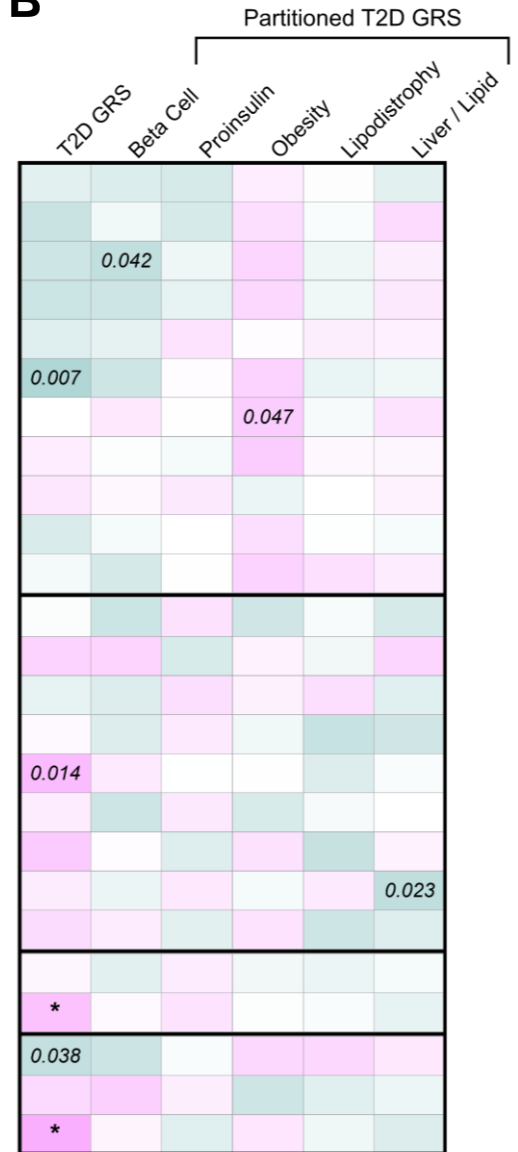 B
Partitioned T2D GRS
T2D GRS
Beta Cell
Proinsulin
Obesity
Lipodistrophy
Liver / Lipid
0.042
0.007
0.047
0.014
0.023
*
0.038
*